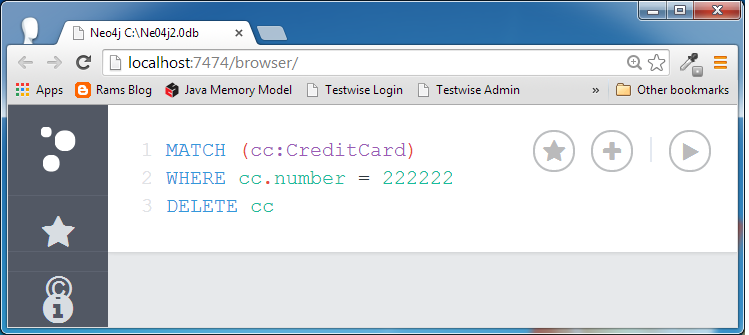 Neo4j C:\Ne04j2.0db
localhost:7474/browser/
Apps Rams Blog Java Memory Model Testwise Login Testwise Admin » Other bookmarks
1 MATCH (cc:CreditCard)
2 WHERE cc.number = 222222
3 DELETE cc